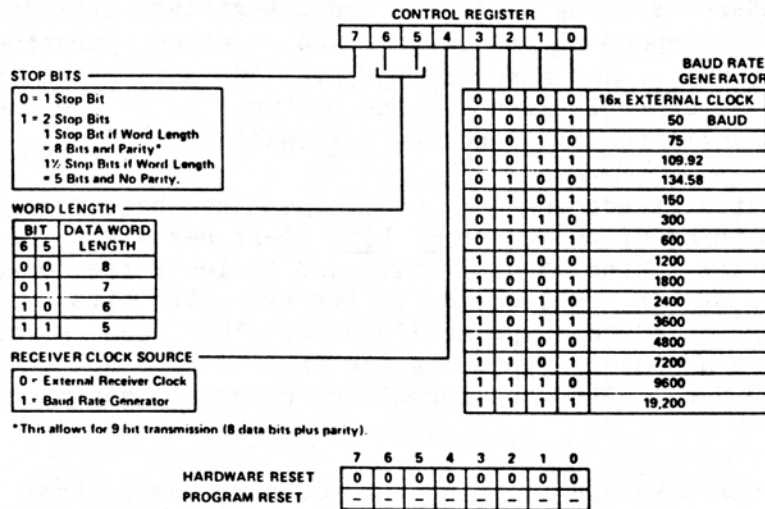 CONTROL REGISTER
7 6 5 4 3 2 1 0
STOP BITS
0 = 1 Stop Bit
1 = 2 Stop Bits
1 Stop Bit if Word Length
= 8 Bits and Parity*
1½ Stop Bits if Word Length
= 5 Bits and No Parity.
WORD LENGTH
BIT DATA WORD
6 5 LENGTH
0 0 8
0 1 7
1 0 6
1 1 5
RECEIVER CLOCK SOURCE
0 = External Receiver Clock
1 = Baud Rate Generator
BAUD RATE
GENERATOR
0 0 0 0 16x EXTERNAL CLOCK
0 0 0 1 50 BAUD
0 0 1 0 75
0 0 1 1 109.92
0 1 0 0 134.58
0 1 0 1 150
0 1 1 0 300
0 1 1 1 600
1 0 0 0 1200
1 0 0 1 1800
1 0 1 0 2400
1 0 1 1 3600
1 1 0 0 4800
1 1 0 1 7200
1 1 1 0 9600
1 1 1 1 19,200
*This allows for 9 bit transmission (8 data bits plus parity).
7 6 5 4 3 2 1 0
HARDWARE RESET 0 0 0 0 0 0 0 0
PROGRAM RESET - - - - - - - -